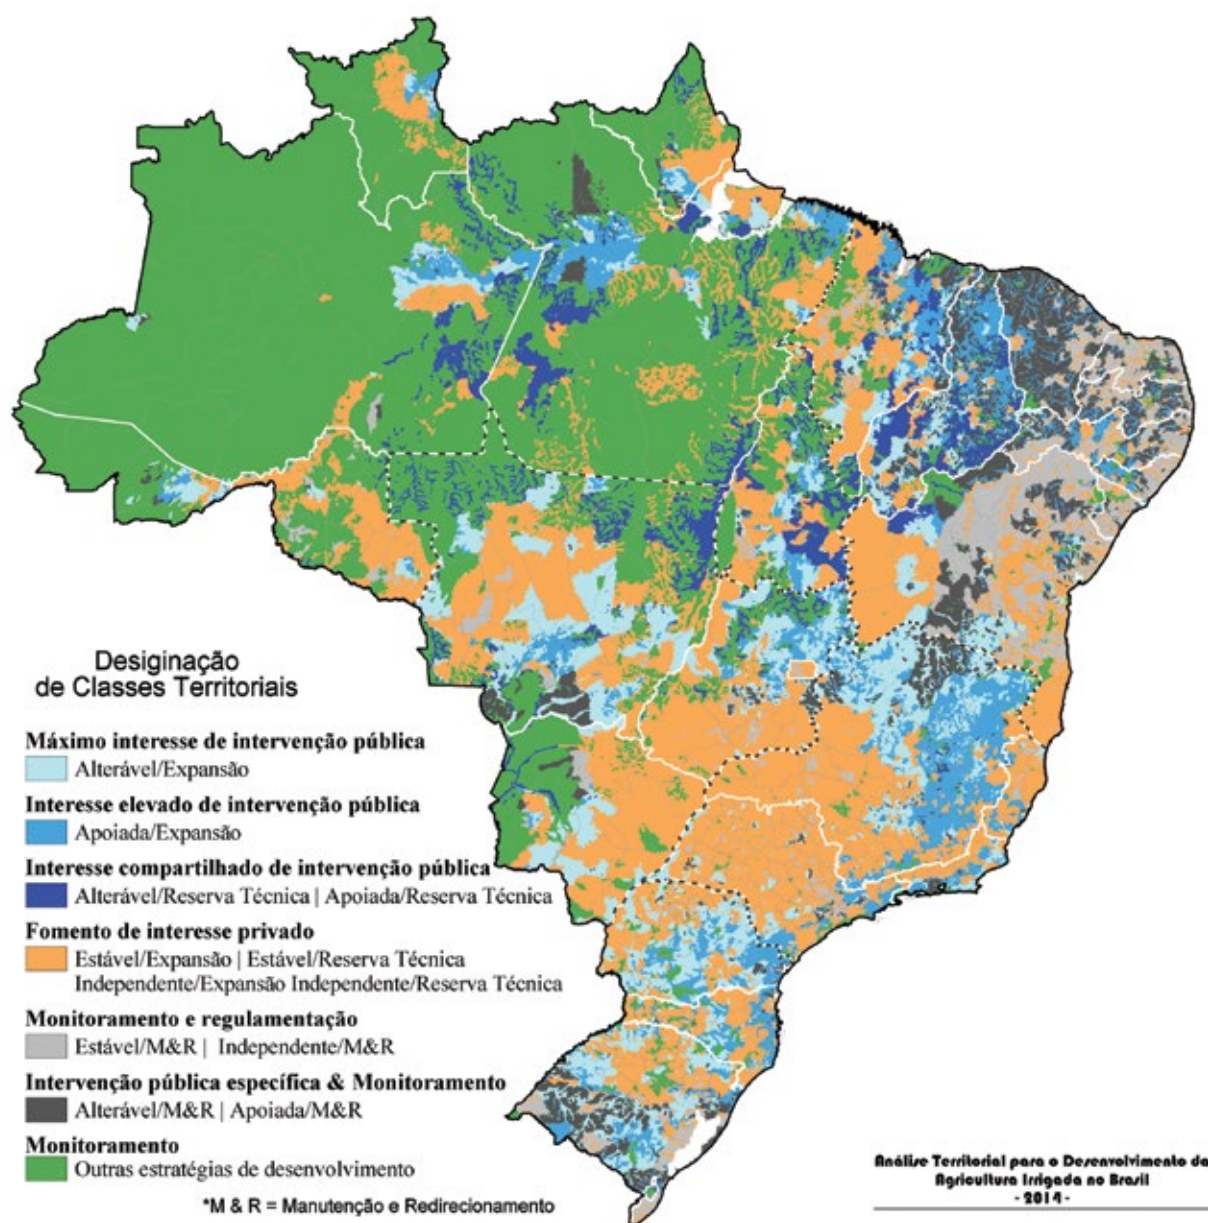 Desiginação
de Classes Territoriais
Máximo interesse de intervenção pública
Alterável/Expansão
Interesse elevado de intervenção pública
Apoiada/Expansão
Interesse compartilhado de intervenção pública
Alterável/Reserva Técnica | Apoiada/Reserva Técnica
Fomento de interesse privado
Estável/Expansão | Estável/Reserva Técnica
Independente/Expansão Independente/Reserva Técnica
Monitoramento e regulamentação
Estável/M&R | Independente/M&R
Intervenção pública específica & Monitoramento
Alterável/M&R | Apoiada/M&R
Monitoramento
Outras estratégias de desenvolvimento
*M & R = Manutenção e Redirecionamento
Análise Territorial para o Desenvolvimento da
Agricultura Irrigada no Brasil
- 2014 -